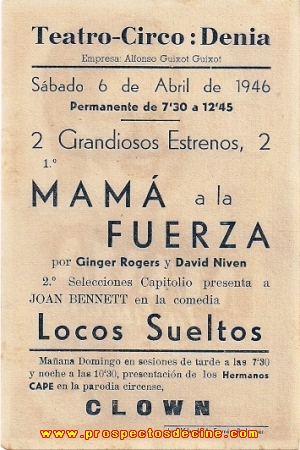 Teatro-Circo : Denia
Empresa: Alfonso Guixot Guixot
Sábado 6 de Abril de 1946
Permanente de 7'30 a 12'45
2 Grandiosos Estrenos, 2
1.º
MAMÁ a la
FUERZA
por Ginger Rogers y David Niven
2.º Selecciones Capitolio presenta a
JOAN BENNETT en la comedia
Locos Sueltos
Mañana Domingo en sesiones de tarde a las 7'30
y noche a las 10'30, presentación de los Hermanos
CAPE en la parodia circense,
CLOWN
www.prospectosdecine.com